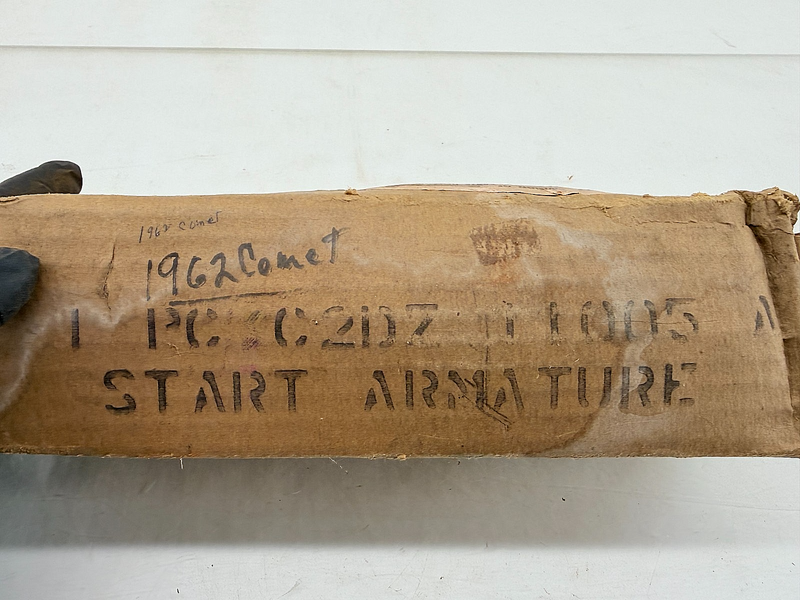 1962 comet
1962 Comet
1 PC C2DZ 11005 A
START ARMATURE